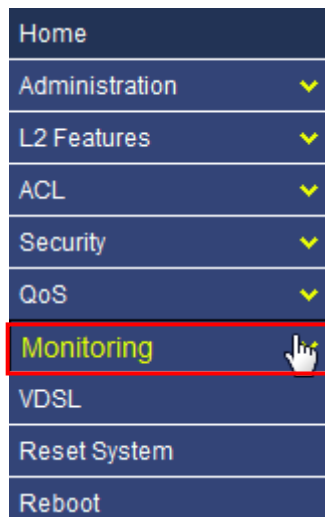 Home
Administration
L2 Features
ACL
Security
QoS
Monitoring
VDSL
Reset System
Reboot